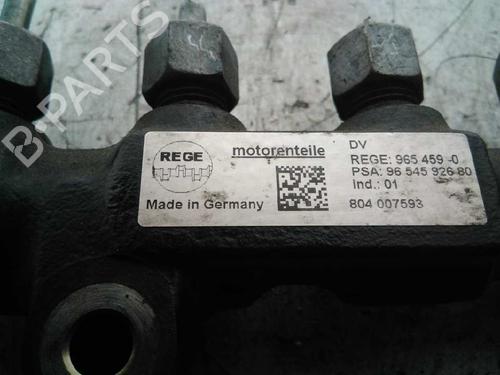 B-PARTS
REGE
motorenteile
Made in Germany
DV
REGE: 965 459 -0
PSA: 96 545 926 80
Ind.: 01
804 007593